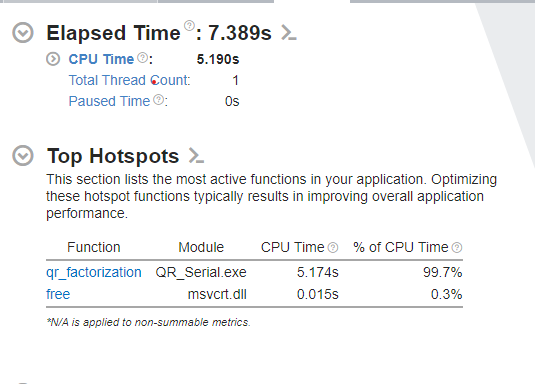 Elapsed Time ?: 7.389s
CPU Time ?: 5.190s
Total Thread Count: 1
Paused Time ?: 0s
Top Hotspots
This section lists the most active functions in your application. Optimizing
these hotspot functions typically results in improving overall application
performance.
Function Module CPU Time ? % of CPU Time ?
qr_factorization QR_Serial.exe 5.174s 99.7%
free msvcrt.dll 0.015s 0.3%
*N/A is applied to non-summable metrics.